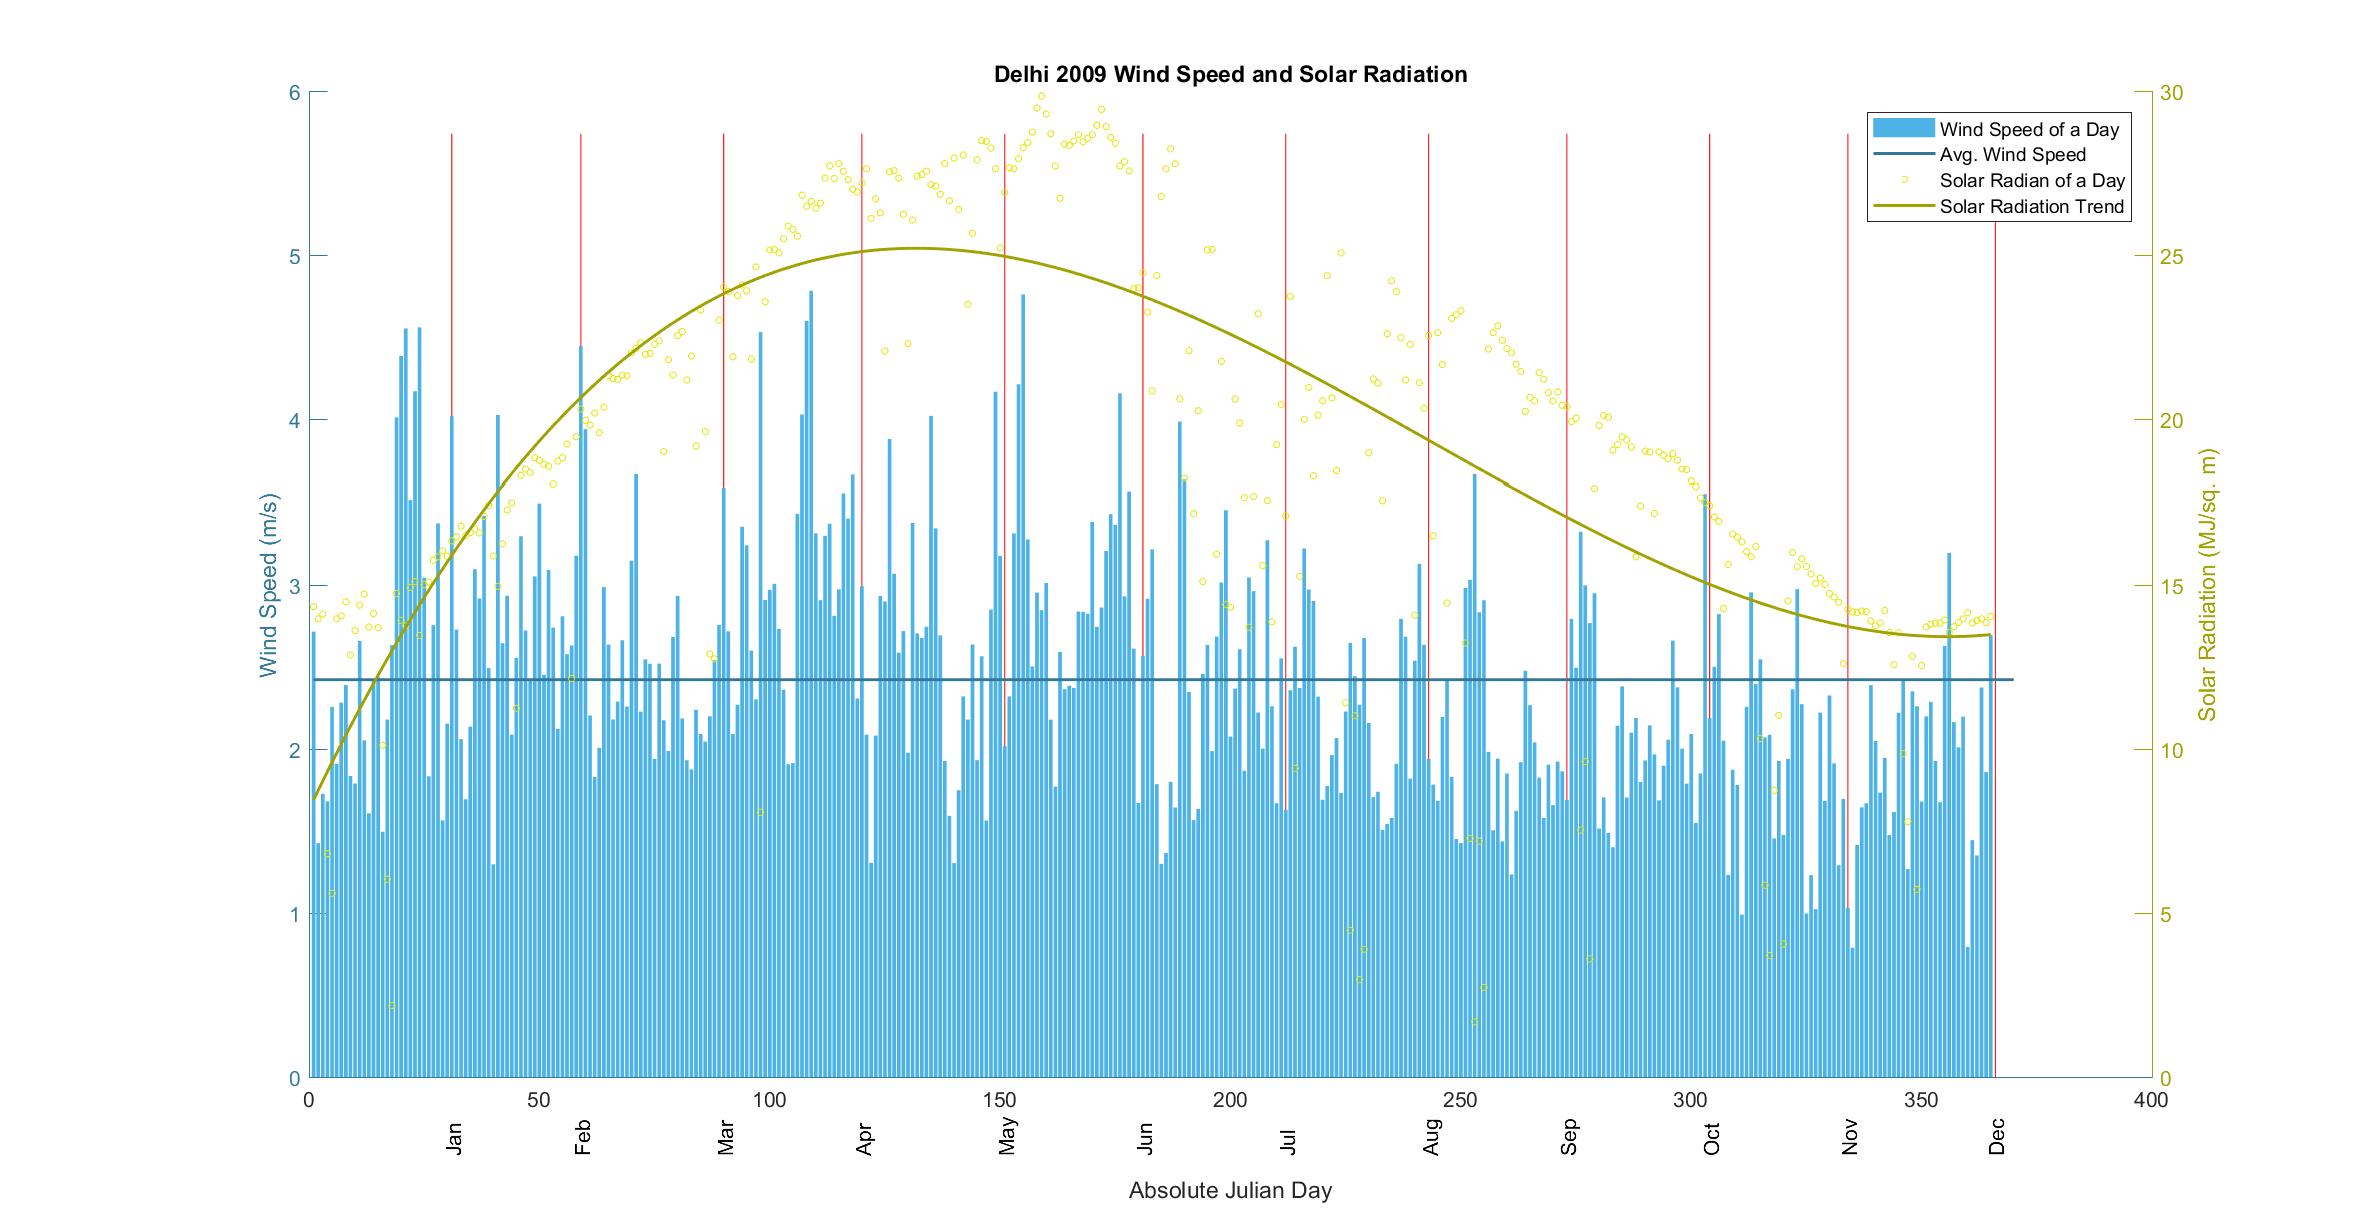 Delhi 2009 Wind Speed and Solar Radiation
6
5
4
3
2
1
0
Wind Speed (m/s)
30
25
20
15
10
5
0
Solar Radiation (MJ/sq. m)
Wind Speed of a Day
Avg. Wind Speed
Solar Radian of a Day
Solar Radiation Trend
0 50 100 150 200 250 300 350 400
Jan Feb Mar Apr May Jun Jul Aug Sep Oct Nov Dec
Absolute Julian Day